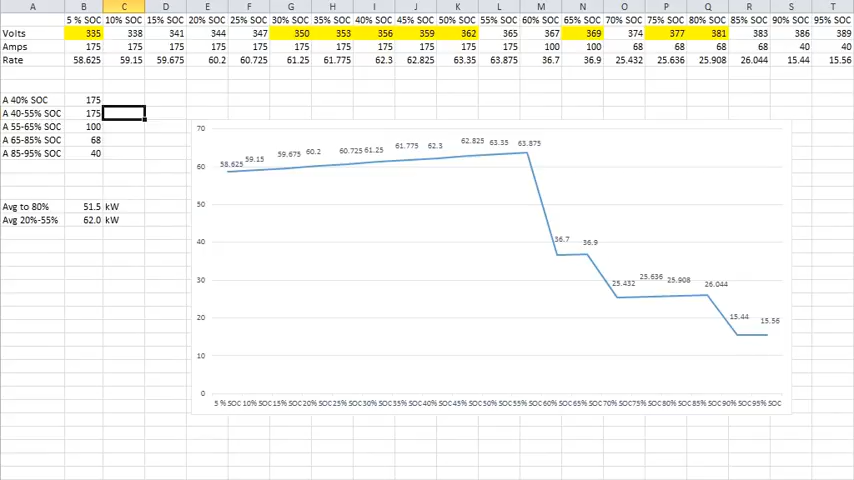 A B C D E F G H I J K L M N O P Q R S T
5 % SOC 10% SOC 15% SOC 20% SOC 25% SOC 30% SOC 35% SOC 40% SOC 45% SOC 50% SOC 55% SOC 60% SOC 65% SOC 70% SOC 75% SOC 80% SOC 85% SOC 90% SOC 95% SOC
Volts 335 338 341 344 347 350 353 356 359 362 365 367 369 374 377 381 383 386 389
Amps 175 175 175 175 175 175 175 175 175 175 175 100 100 68 68 68 68 40 40
Rate 58.625 59.15 59.675 60.2 60.725 61.25 61.775 62.3 62.825 63.35 63.875 36.7 36.9 25.432 25.636 25.908 26.044 15.44 15.56
A 40% SOC 175
A 40-55% SOC 175
A 55-65% SOC 100
A 65-85% SOC 68
A 85-95% SOC 40
Avg to 80% 51.5 kW
Avg 20%-55% 62.0 kW
70
60
50
40
30
20
10
0
58.625 59.15 59.675 60.2 60.725 61.25 61.775 62.3 62.825 63.35 63.875
36.7 36.9
25.432 25.636 25.908 26.044
15.44 15.56
5 % SOC 10% SOC 15% SOC 20% SOC 25% SOC 30% SOC 35% SOC 40% SOC 45% SOC 50% SOC 55% SOC 60% SOC 65% SOC 70% SOC 75% SOC 80% SOC 85% SOC 90% SOC 95% SOC